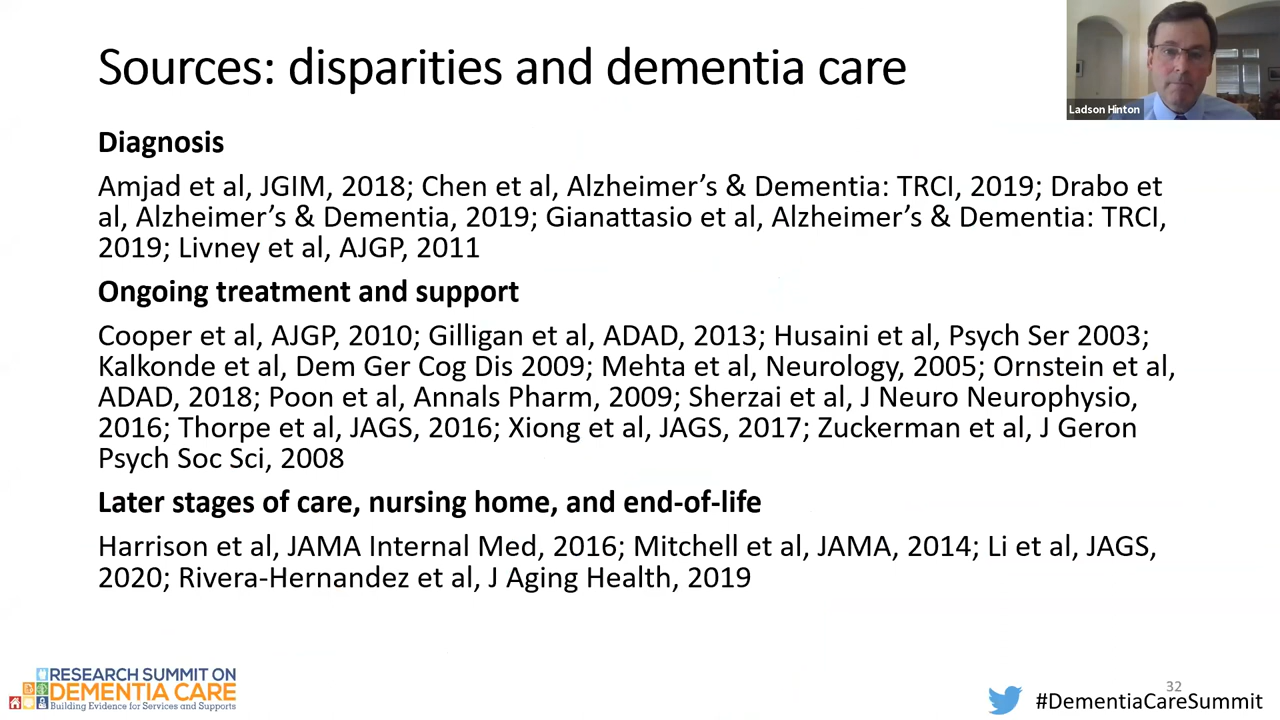 Sources: disparities and dementia care
Ladson Hinton
Diagnosis
Amjad et al, JGIM, 2018; Chen et al, Alzheimer’s & Dementia: TRCI, 2019; Drabo et
al, Alzheimer’s & Dementia, 2019; Gianattasio et al, Alzheimer’s & Dementia: TRCI,
2019; Livney et al, AJGP, 2011
Ongoing treatment and support
Cooper et al, AJGP, 2010; Gilligan et al, ADAD, 2013; Husaini et al, Psych Ser 2003;
Kalkonde et al, Dem Ger Cog Dis 2009; Mehta et al, Neurology, 2005; Ornstein et al,
ADAD, 2018; Poon et al, Annals Pharm, 2009; Sherzai et al, J Neuro Neurophysio,
2016; Thorpe et al, JAGS, 2016; Xiong et al, JAGS, 2017; Zuckerman et al, J Geron
Psych Soc Sci, 2008
Later stages of care, nursing home, and end-of-life
Harrison et al, JAMA Internal Med, 2016; Mitchell et al, JAMA, 2014; Li et al, JAGS,
2020; Rivera-Hernandez et al, J Aging Health, 2019
RESEARCH SUMMIT ON
DEMENTIA CARE
Building Evidence for Services and Supports
32
#DementiaCareSummit